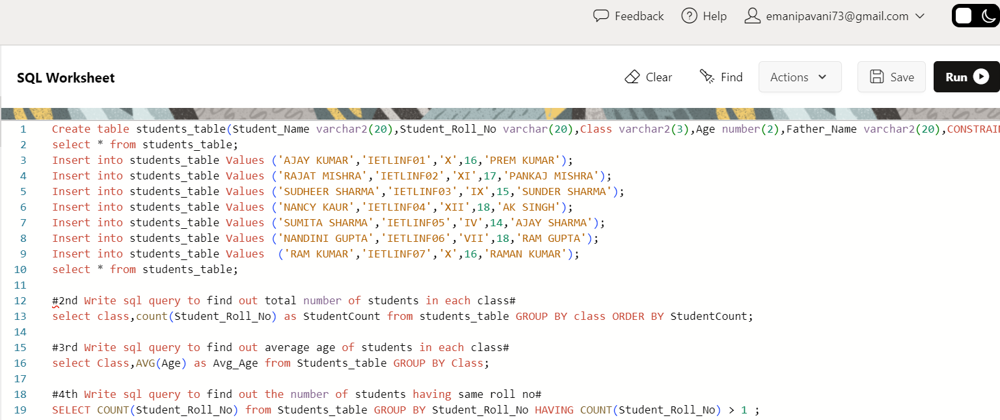 Feedback Help emanipavani73@gmail.com
SQL Worksheet Clear Find Actions Save Run
1 Create table students_table(Student_Name varchar2(20),Student_Roll_No varchar(20),Class varchar2(3),Age number(2),Father_Name varchar2(20),CONSTRAI
2 select * from students_table;
3 Insert into students_table Values ('AJAY KUMAR','IETLINF01','X',16,'PREM KUMAR');
4 Insert into students_table Values ('RAJAT MISHRA','IETLINF02','XI',17,'PANKAJ MISHRA');
5 Insert into students_table Values ('SUDHEER SHARMA','IETLINF03','IX',15,'SUNDER SHARMA');
6 Insert into students_table Values ('NANCY KAUR','IETLINF04','XII',18,'AK SINGH');
7 Insert into students_table Values ('SUMITA SHARMA','IETLINF05','IV',14,'AJAY SHARMA');
8 Insert into students_table Values ('NANDINI GUPTA','IETLINF06','VII',18,'RAM GUPTA');
9 Insert into students_table Values  ('RAM KUMAR','IETLINF07','X',16,'RAMAN KUMAR');
10 select * from students_table;
11
12 #2nd Write sql query to find out total number of students in each class#
13 select class,count(Student_Roll_No) as StudentCount from students_table GROUP BY class ORDER BY StudentCount;
14
15 #3rd Write sql query to find out average age of students in each class#
16 select Class,AVG(Age) as Avg_Age from Students_table GROUP BY Class;
17
18 #4th Write sql query to find out the number of students having same roll no#
19 SELECT COUNT(Student_Roll_No) from Students_table GROUP BY Student_Roll_No HAVING COUNT(Student_Roll_No) > 1 ;